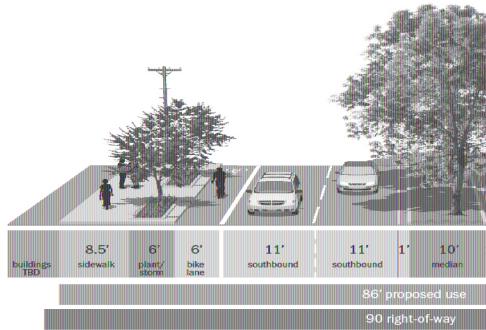 8.5’ 6’ 6’ 11’ 11’ 1’ 10’
buildings TBD
sidewalk
plant/ storm
bike lane
southbound
southbound
median
86’ proposed use
90 right-of-way